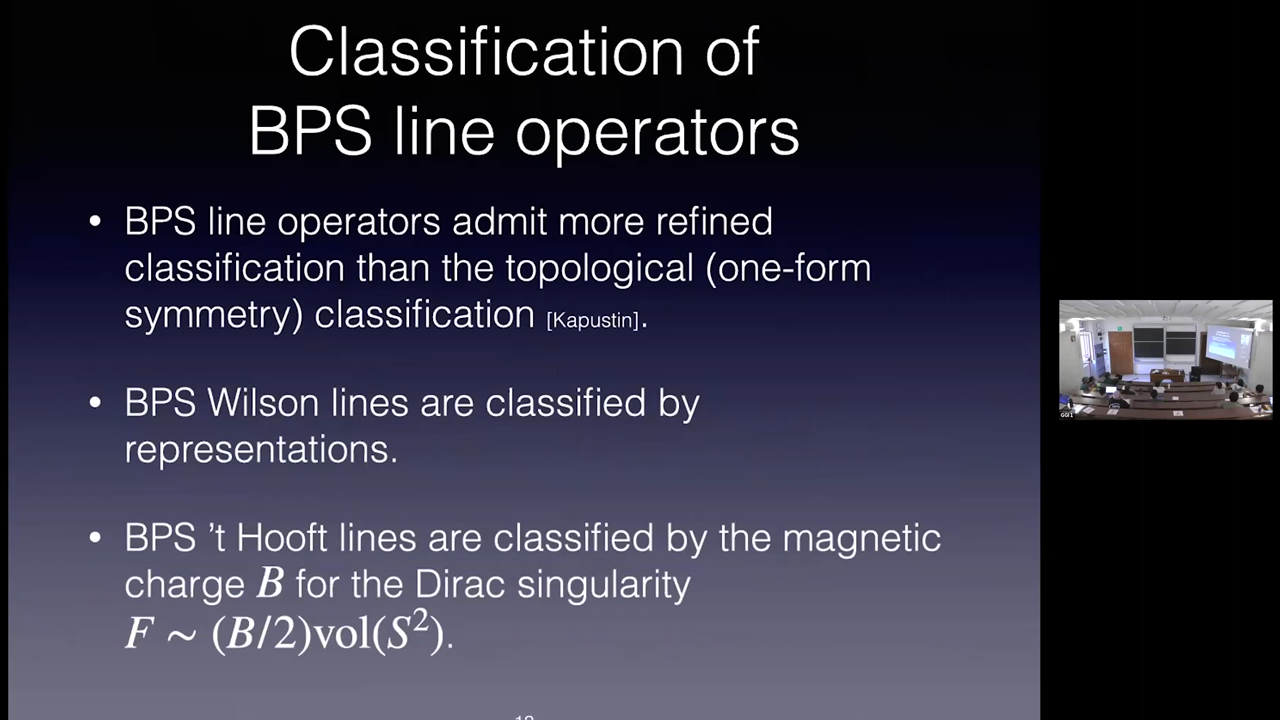 Classification of
BPS line operators
• BPS line operators admit more refined
classification than the topological (one-form
symmetry) classification [Kapustin].
• BPS Wilson lines are classified by
representations.
• BPS ’t Hooft lines are classified by the magnetic
charge B for the Dirac singularity
F ∼ (B/2)vol(S²).